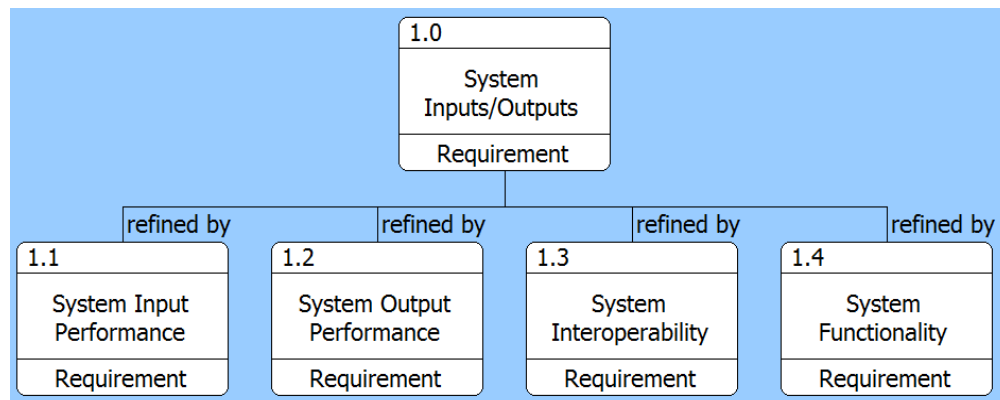 1.0
System
Inputs/Outputs
Requirement
refined by
refined by
refined by
refined by
1.1
System Input
Performance
Requirement
1.2
System Output
Performance
Requirement
1.3
System
Interoperability
Requirement
1.4
System
Functionality
Requirement